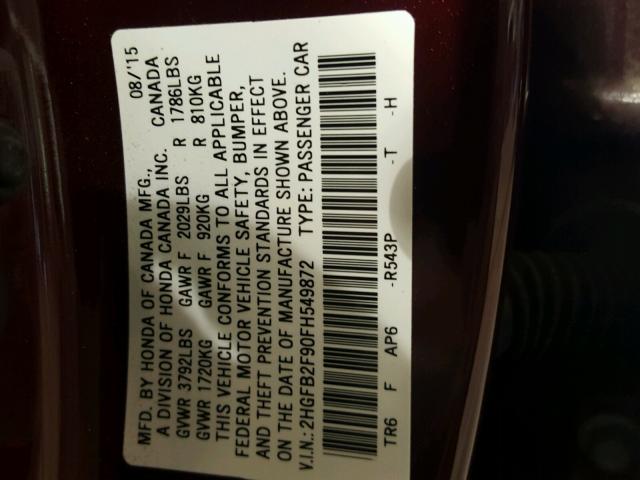 MFD. BY HONDA OF CANADA MFG., 08/'15
A DIVISION OF HONDA CANADA INC. CANADA
GVWR 3792LBS GAWR F 2029LBS R 1786LBS
GVWR 1720KG GAWR F 920KG R 810KG
THIS VEHICLE CONFORMS TO ALL APPLICABLE
FEDERAL MOTOR VEHICLE SAFETY, BUMPER,
AND THEFT PREVENTION STANDARDS IN EFFECT
ON THE DATE OF MANUFACTURE SHOWN ABOVE.
V.I.N.: 2HGFB2F90FH549872 TYPE: PASSENGER CAR
TR6 F AP6 -R543P -T -H